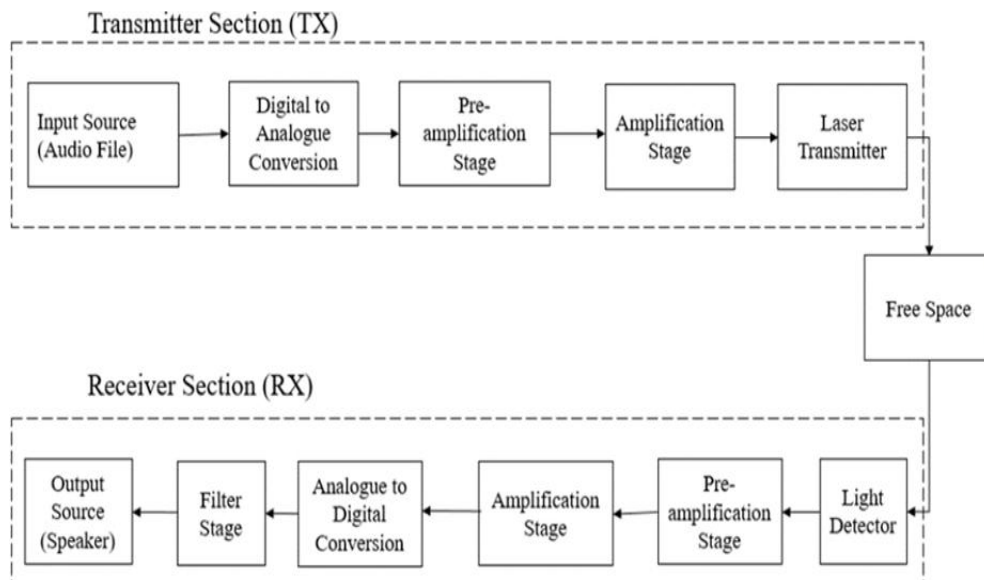 Transmitter Section (TX)
Input Source
(Audio File)
Digital to
Analogue
Conversion
Pre-
amplification
Stage
Amplification
Stage
Laser
Transmitter
Free Space
Receiver Section (RX)
Output
Source
(Speaker)
Filter
Stage
Analogue to
Digital
Conversion
Amplification
Stage
Pre-
amplification
Stage
Light
Detector